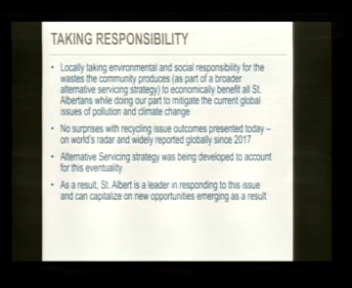 TAKING RESPONSIBILITY
• Locally taking environmental and social responsibility for the
wastes the community produces (as part of a broader
alternative servicing strategy) to economically benefit all St.
Albertans while doing our part to mitigate the current global
issues of pollution and climate change
• No surprises with recycling issue outcomes presented today –
on world's radar and widely reported globally since 2017
• Alternative Servicing strategy was being developed to account
for this eventuality
• As a result, St. Albert is a leader in responding to this issue
and can capitalize on new opportunities emerging as a result